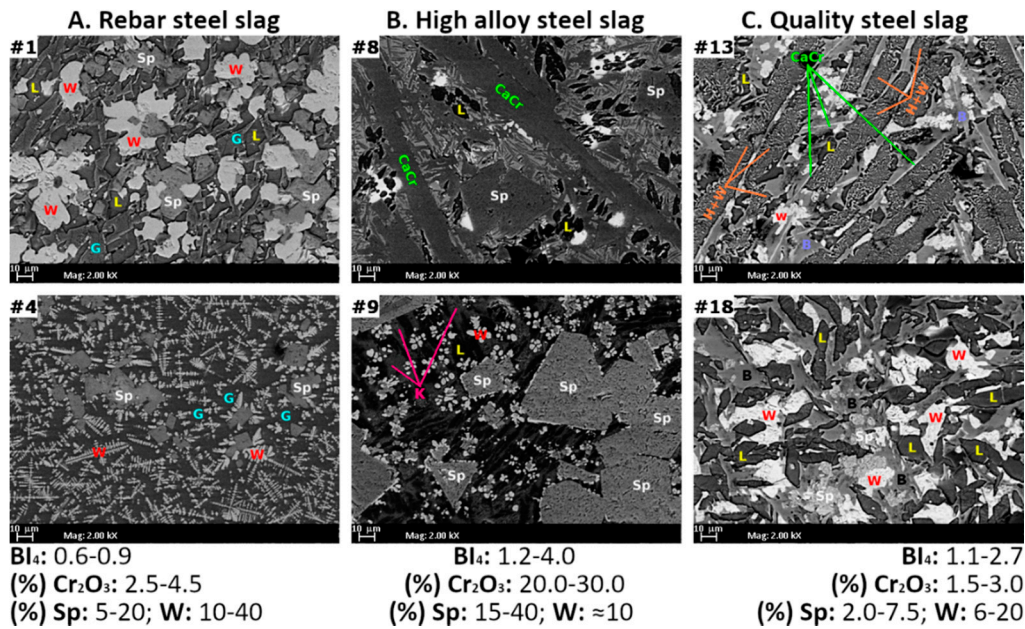 A. Rebar steel slag
B. High alloy steel slag
C. Quality steel slag
#1
Sp
L
W
W
W
G
L
Sp
Sp
L
W
G
10 µm
Mag: 2.00 kX
#8
CaCr
L
Sp
CaCr
Sp
L
10 µm
Mag: 2.00 kX
#13
CaCr
L
M+W
B
L
M+W
W
B
10 µm
Mag: 2.00 kX
#4
Sp
G
Sp
G
G
W
W
10 µm
Mag: 2.00 kX
#9
W
L
Sp
Sp
K
Sp
Sp
Sp
10 µm
Mag: 2.00 kX
#18
L
W
B
B
L
W
W
Sp
L
L
L
W
B
Sp
10 µm
Mag: 2.00 kX
BI₄: 0.6-0.9
(%) Cr₂O₃: 2.5-4.5
(%) Sp: 5-20; W: 10-40
BI₄: 1.2-4.0
(%) Cr₂O₃: 20.0-30.0
(%) Sp: 15-40; W: ≈10
BI₄: 1.1-2.7
(%) Cr₂O₃: 1.5-3.0
(%) Sp: 2.0-7.5; W: 6-20